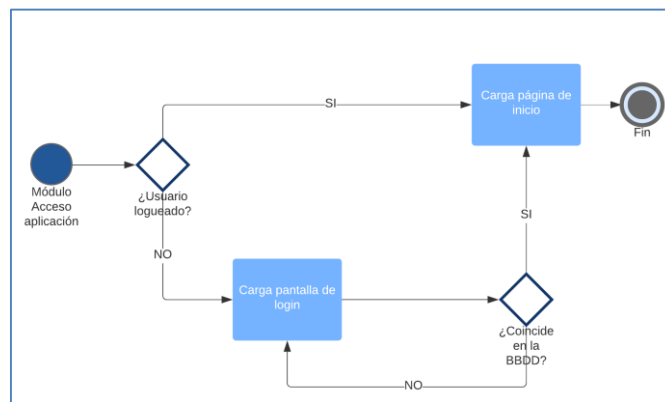 SI
Carga página de
inicio
Fin
Módulo
Acceso
aplicación
¿Usuario
logueado?
NO
SI
Carga pantalla de
login
¿Coincide
en la
BBDD?
NO